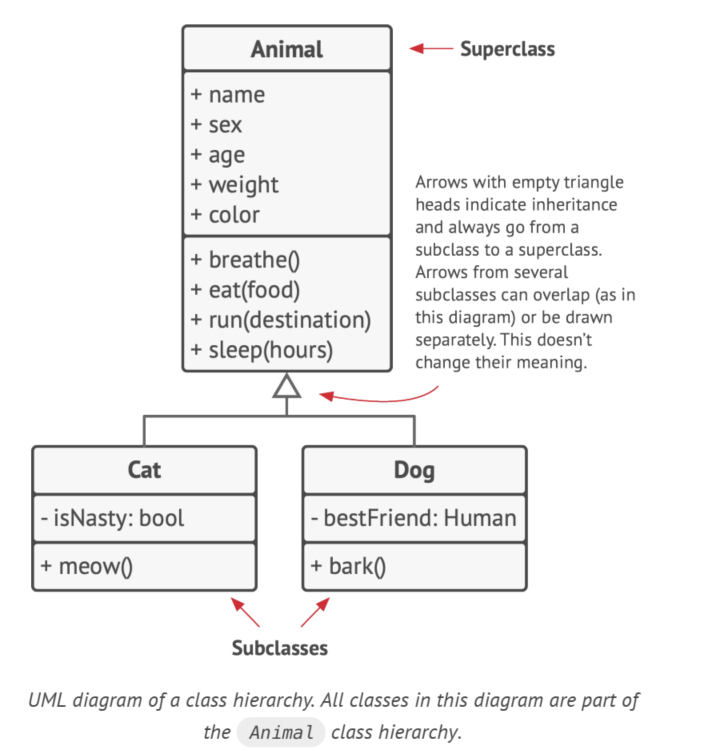 Animal
Superclass
+ name
+ sex
+ age
+ weight
+ color
+ breathe()
+ eat(food)
+ run(destination)
+ sleep(hours)
Arrows with empty triangle
heads indicate inheritance
and always go from a
subclass to a superclass.
Arrows from several
subclasses can overlap (as in
this diagram) or be drawn
separately. This doesn't
change their meaning.
Cat
- isNasty: bool
+ meow()
Dog
- bestFriend: Human
+ bark()
Subclasses
UML diagram of a class hierarchy. All classes in this diagram are part of
the Animal class hierarchy.